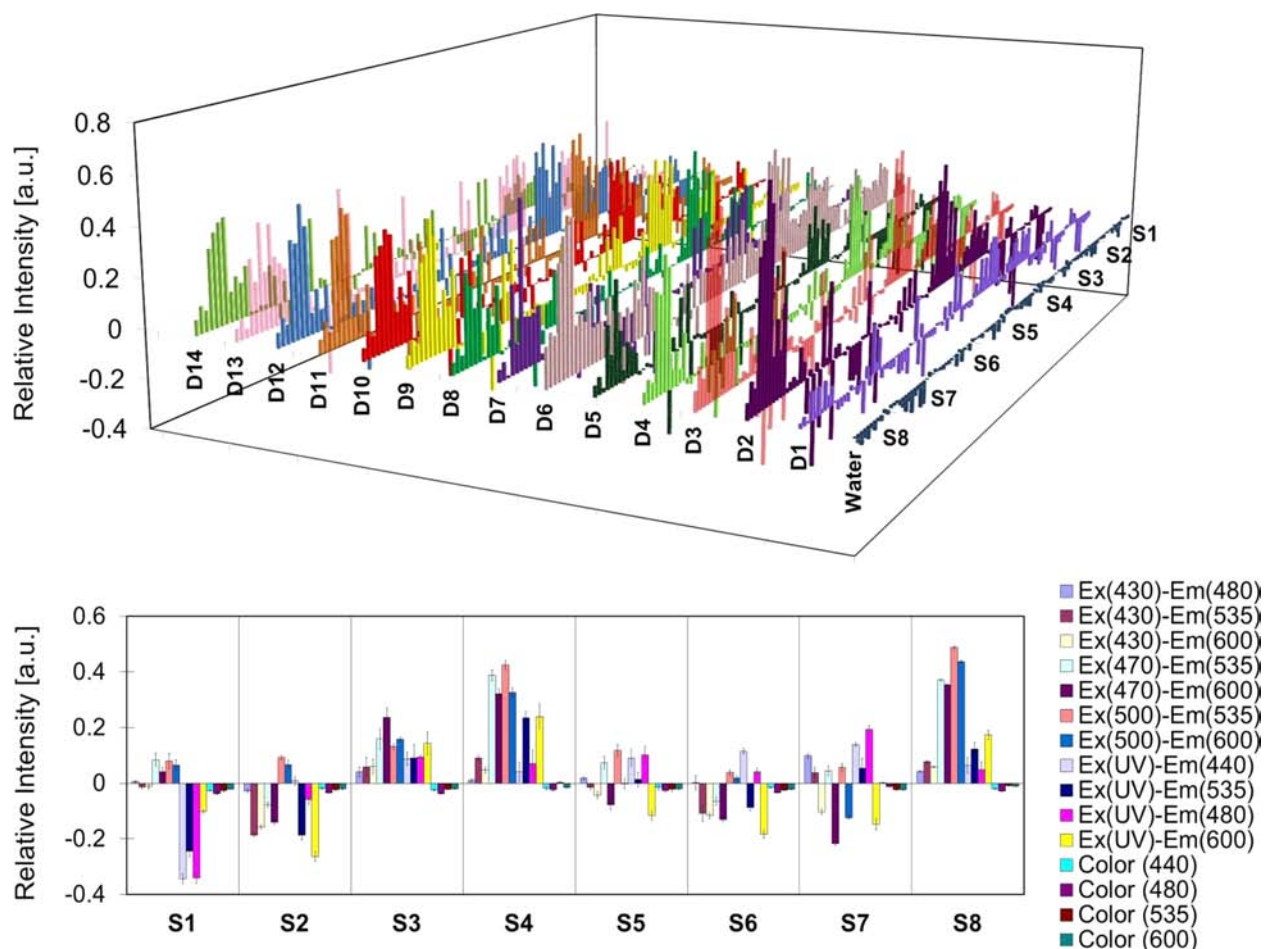 Relative Intensity [a.u.]
0.8
0.6
0.4
0.2
0
-0.2
-0.4
D14
D13
D12
D11
D10
D9
D8
D7
D6
D5
D4
D3
D2
D1
Water
S8
S7
S6
S5
S4
S3
S2
S1
Relative Intensity [a.u.]
0.6
0.4
0.2
0
-0.2
-0.4
S1
S2
S3
S4
S5
S6
S7
S8
Ex(430)-Em(480)
Ex(430)-Em(535)
Ex(430)-Em(600)
Ex(470)-Em(535)
Ex(470)-Em(600)
Ex(500)-Em(535)
Ex(500)-Em(600)
Ex(UV)-Em(440)
Ex(UV)-Em(535)
Ex(UV)-Em(480)
Ex(UV)-Em(600)
Color (440)
Color (480)
Color (535)
Color (600)